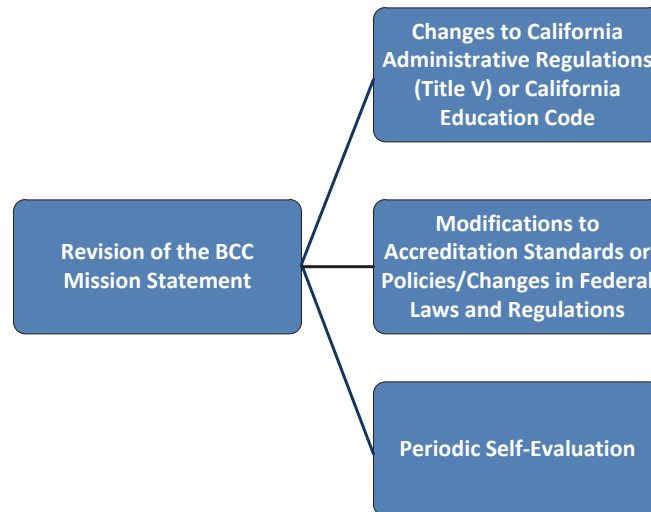 Changes to California
Administrative Regulations
(Title V) or California
Education Code
Revision of the BCC
Mission Statement
Modifications to
Accreditation Standards or
Policies/Changes in Federal
Laws and Regulations
Periodic Self-Evaluation